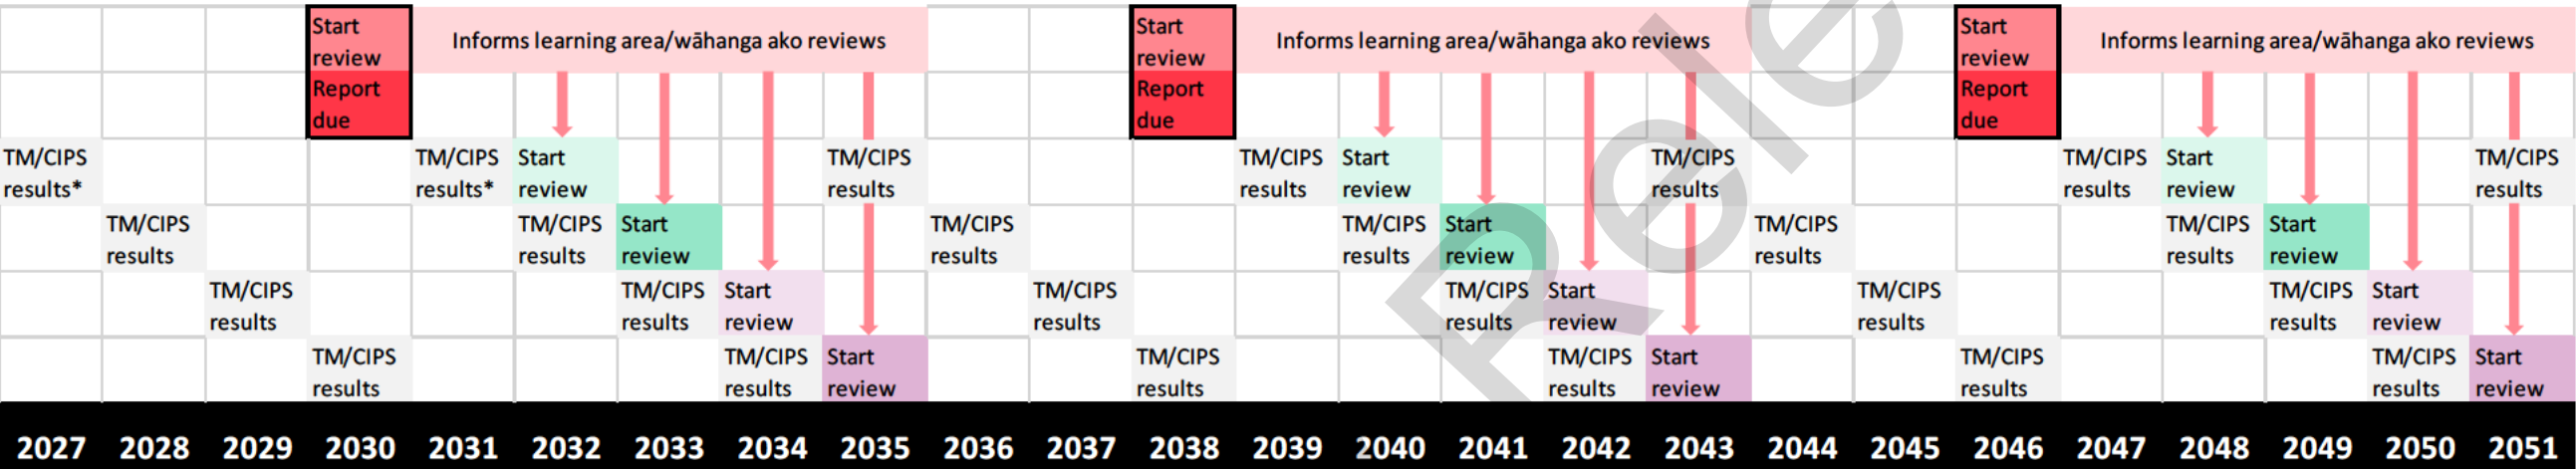 Start
review
Informs learning area/wāhanga ako reviews
Start
review
Informs learning area/wāhanga ako reviews
Start
review
Informs learning area/wāhanga ako reviews
Report
due
Report
due
Report
due
TM/CIPS
results*
TM/CIPS
results*
Start
review
TM/CIPS
results
TM/CIPS
results
Start
review
TM/CIPS
results
TM/CIPS
results
Start
review
TM/CIPS
results
TM/CIPS
results
TM/CIPS
results
Start
review
TM/CIPS
results
TM/CIPS
results
Start
review
TM/CIPS
results
TM/CIPS
results
Start
review
TM/CIPS
results
TM/CIPS
results
Start
review
TM/CIPS
results
TM/CIPS
results
Start
review
TM/CIPS
results
TM/CIPS
results
Start
review
TM/CIPS
results
TM/CIPS
results
Start
review
TM/CIPS
results
TM/CIPS
results
Start
review
TM/CIPS
results
TM/CIPS
results
Start
review
2027 2028 2029 2030 2031 2032 2033 2034 2035 2036 2037 2038 2039 2040 2041 2042 2043 2044 2045 2046 2047 2048 2049 2050 2051
Rele